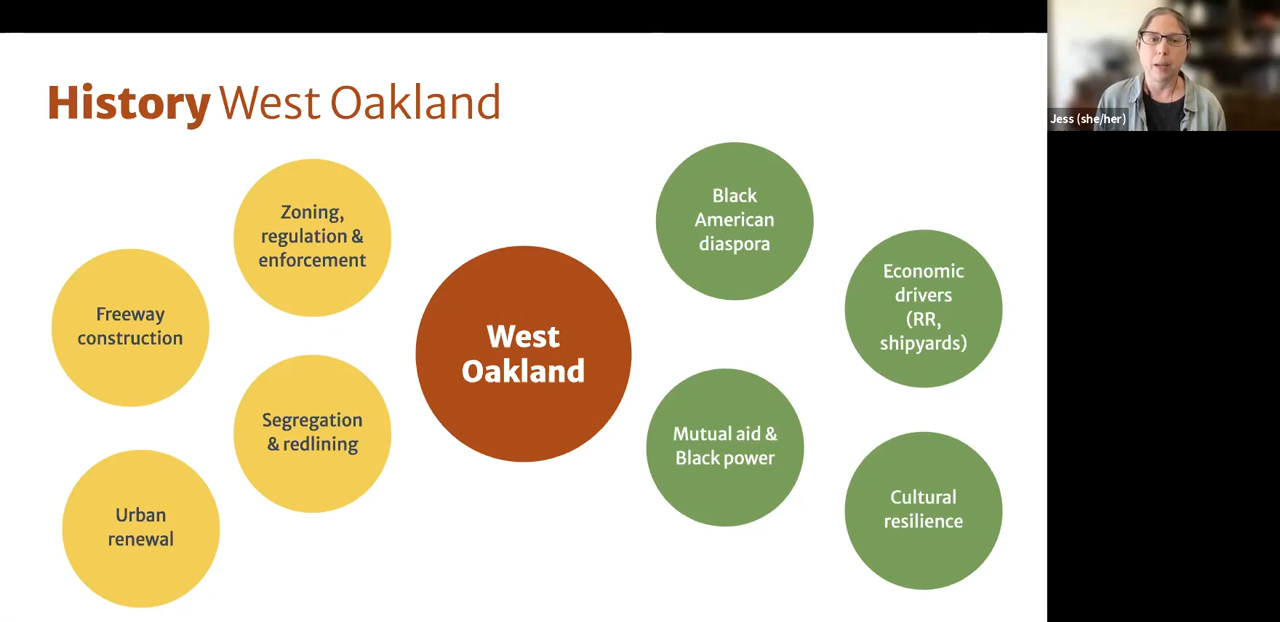 History West Oakland
Jess (she/her)
Zoning,
regulation &
enforcement
Freeway
construction
Segregation
& redlining
Urban
renewal
West
Oakland
Black
American
diaspora
Economic
drivers
(RR,
shipyards)
Mutual aid &
Black power
Cultural
resilience